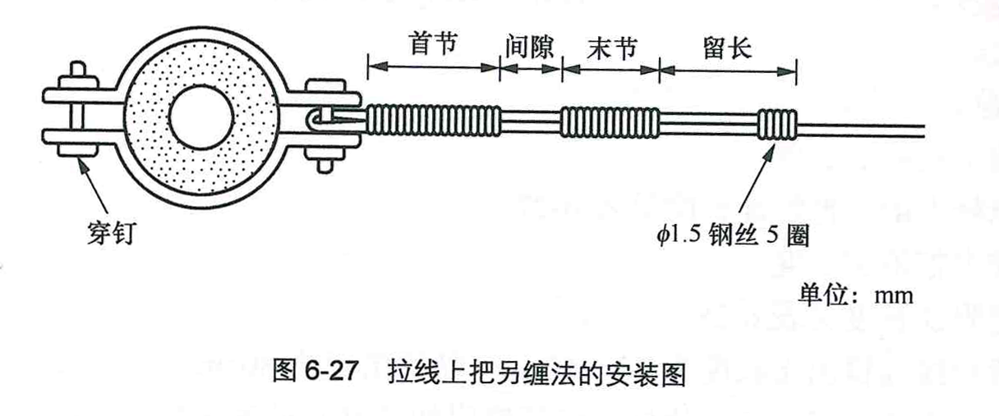 首节 间隙 末节 留长
穿钉
ϕ1.5 钢丝 5 圈
单位：mm
图 6-27 拉线上把另缠法的安装图